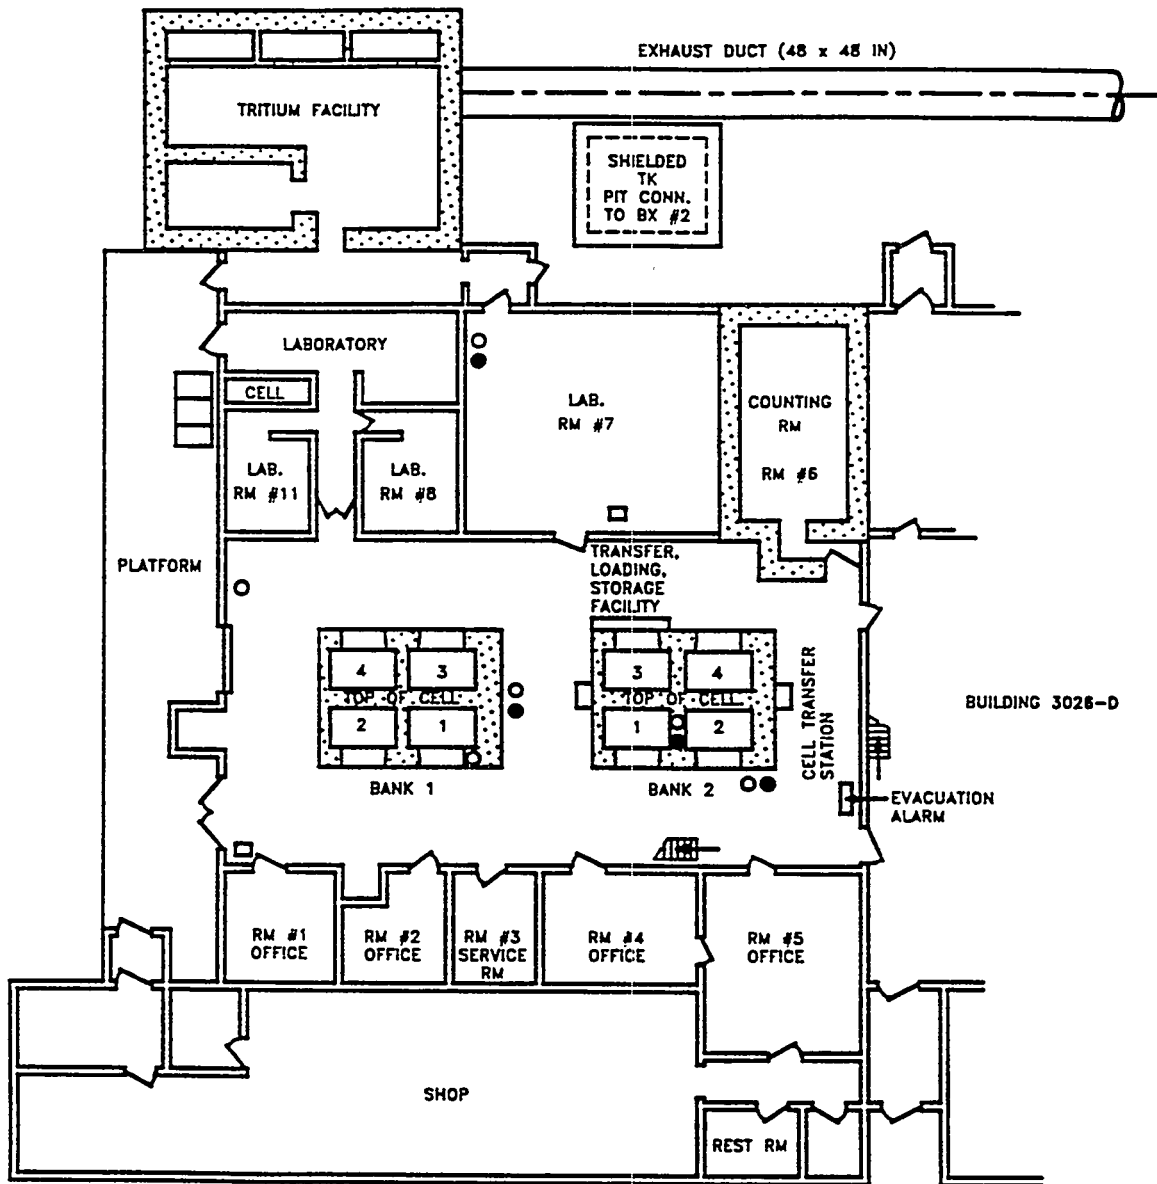 EXHAUST DUCT (48 x 48 IN)
TRITIUM FACILITY
SHIELDED
TK
PIT CONN.
TO BX #2
LABORATORY
CELL
LAB.
RM #7
COUNTING
RM
RM #6
LAB.
RM #11
LAB.
RM #8
PLATFORM
TRANSFER,
LOADING,
STORAGE
FACILITY
4
3
TOP OF CELL
2
1
BANK 1
3
4
TOP OF CELL
1
2
BANK 2
CELL TRANSFER
STATION
BUILDING 3026-D
EVACUATION
ALARM
RM #1
OFFICE
RM #2
OFFICE
RM #3
SERVICE
RM
RM #4
OFFICE
RM #5
OFFICE
SHOP
REST RM